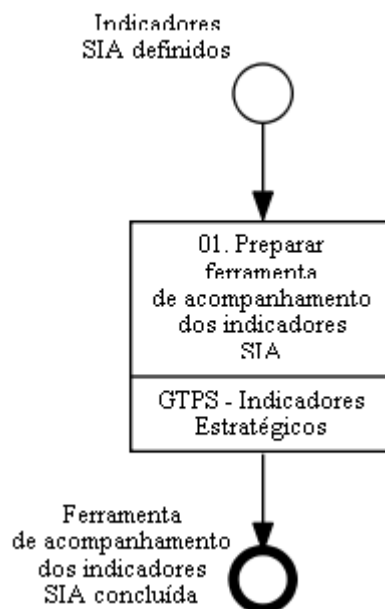 Indicadores
SIA definidos
01. Preparar
ferramenta
de acompanhamento
dos indicadores
SIA
GTPS - Indicadores
Estratégicos
Ferramenta
de acompanhamento
dos indicadores
SIA concluída